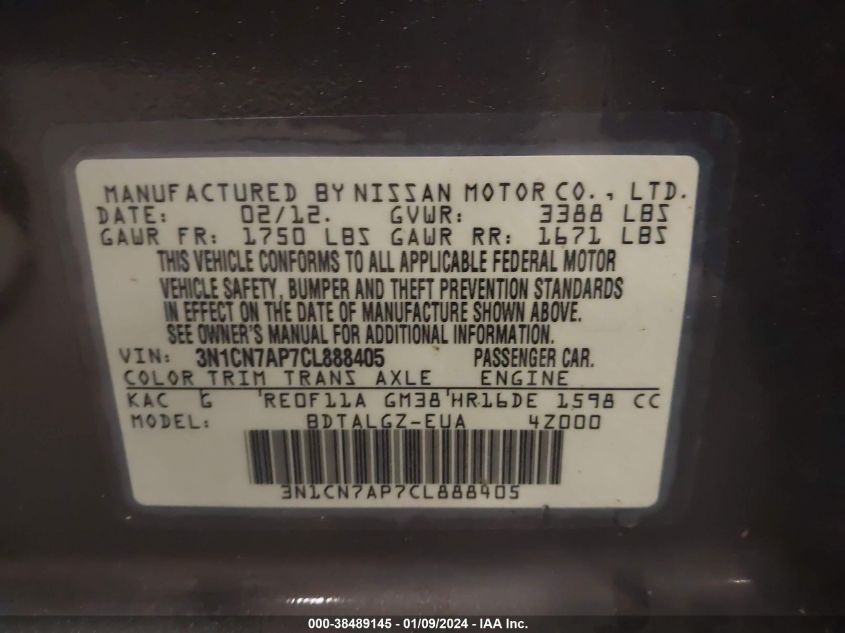 MANUFACTURED BY NISSAN MOTOR CO., LTD.
DATE: 02/12. GVWR: 3388 LBS
GAWR FR: 1750 LBS GAWR RR: 1671 LBS
THIS VEHICLE CONFORMS TO ALL APPLICABLE FEDERAL MOTOR
VEHICLE SAFETY, BUMPER AND THEFT PREVENTION STANDARDS
IN EFFECT ON THE DATE OF MANUFACTURE SHOWN ABOVE.
SEE OWNER'S MANUAL FOR ADDITIONAL INFORMATION.
VIN: 3N1CN7AP7CL888405 PASSENGER CAR.
COLOR TRIM TRANS AXLE ENGINE
KAC G RE0F11A GM38 HR16DE 1598 CC
MODEL: BDTALGZ-EUA 4Z000
3N1CN7AP7CL888405
000-38489145 - 01/09/2024 - IAA Inc.